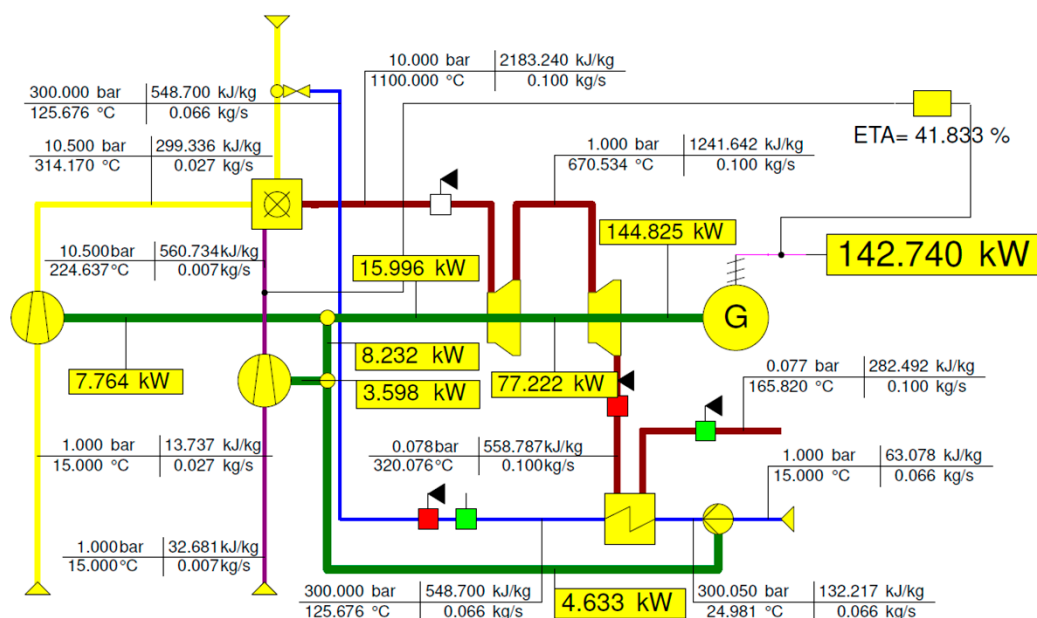 10.000 bar 2183.240 kJ/kg
1100.000 °C 0.100 kg/s
300.000 bar 548.700 kJ/kg
125.676 °C 0.066 kg/s
ETA= 41.833 %
10.500 bar 299.336 kJ/kg
314.170 °C 0.027 kg/s
1.000 bar 1241.642 kJ/kg
670.534 °C 0.100 kg/s
10.500bar 560.734kJ/kg
224.637°C 0.007kg/s
15.996 kW
144.825 kW
142.740 kW
G
7.764 kW
8.232 kW
3.598 kW
77.222 kW
0.077 bar 282.492 kJ/kg
165.820 °C 0.100 kg/s
1.000 bar 13.737 kJ/kg
15.000 °C 0.027 kg/s
0.078bar 558.787kJ/kg
320.076°C 0.100kg/s
1.000 bar 63.078 kJ/kg
15.000 °C 0.066 kg/s
1.000bar 32.681kJ/kg
15.000°C 0.007kg/s
300.000 bar 548.700 kJ/kg
125.676 °C 0.066 kg/s
4.633 kW
300.050 bar 132.217 kJ/kg
24.981 °C 0.066 kg/s